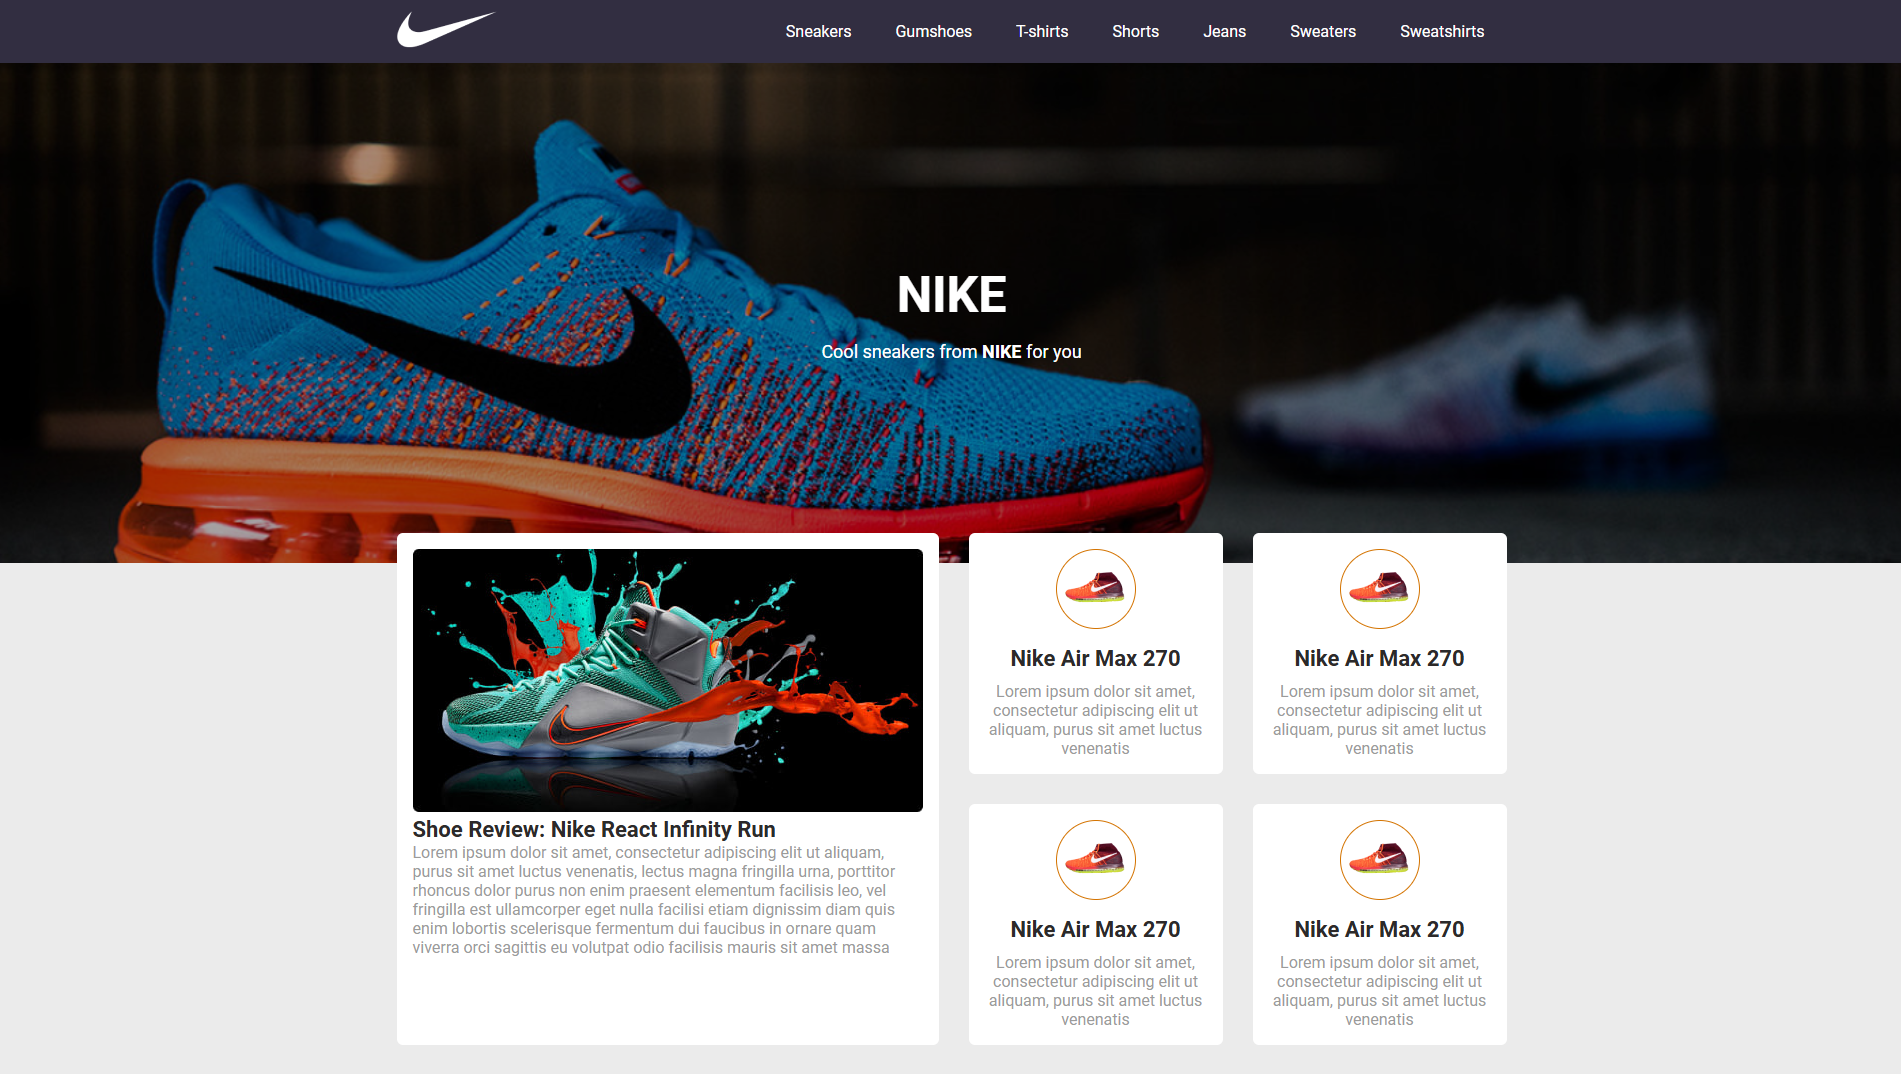 Sneakers Gumshoes T-shirts Shorts Jeans Sweaters Sweatshirts
NIKE
Cool sneakers from NIKE for you
Shoe Review: Nike React Infinity Run
Lorem ipsum dolor sit amet, consectetur adipiscing elit ut aliquam,
purus sit amet luctus venenatis, lectus magna fringilla urna, porttitor
rhoncus dolor purus non enim praesent elementum facilisis leo, vel
fringilla est ullamcorper eget nulla facilisi etiam dignissim diam quis
enim lobortis scelerisque fermentum dui faucibus in ornare quam
viverra orci sagittis eu volutpat odio facilisis mauris sit amet massa
Nike Air Max 270
Lorem ipsum dolor sit amet,
consectetur adipiscing elit ut
aliquam, purus sit amet luctus
venenatis
Nike Air Max 270
Lorem ipsum dolor sit amet,
consectetur adipiscing elit ut
aliquam, purus sit amet luctus
venenatis
Nike Air Max 270
Lorem ipsum dolor sit amet,
consectetur adipiscing elit ut
aliquam, purus sit amet luctus
venenatis
Nike Air Max 270
Lorem ipsum dolor sit amet,
consectetur adipiscing elit ut
aliquam, purus sit amet luctus
venenatis